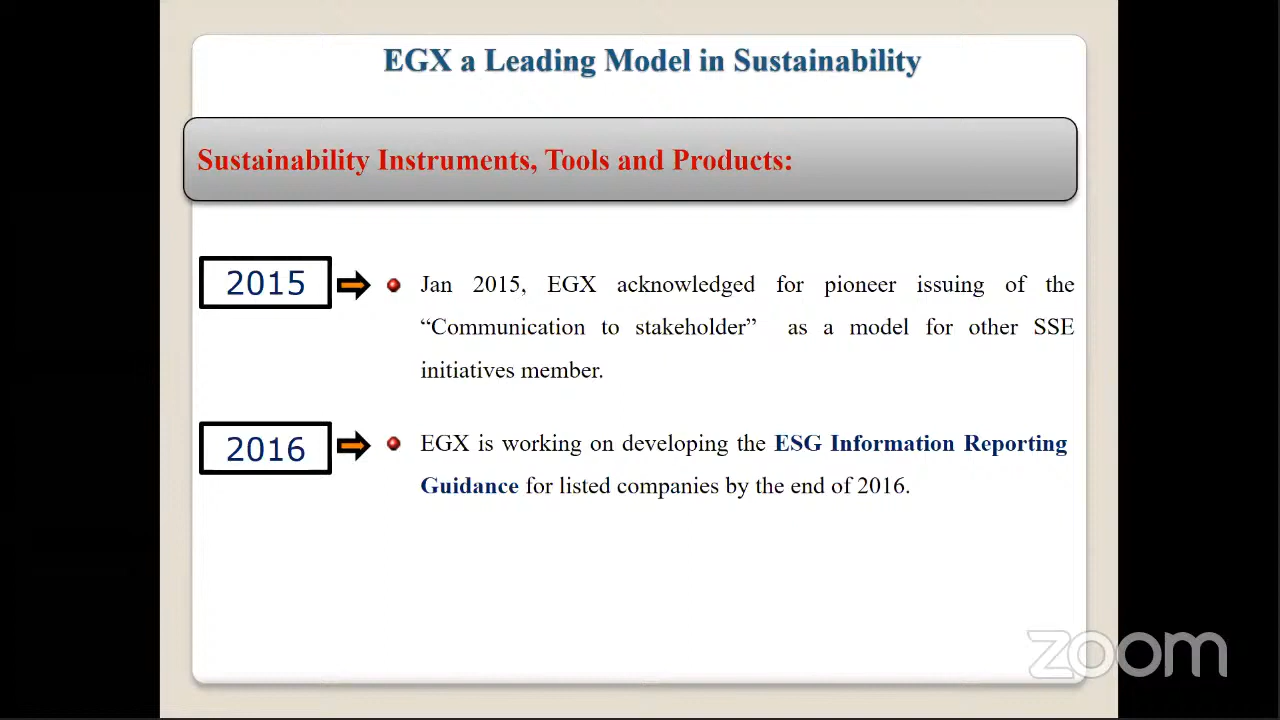 EGX a Leading Model in Sustainability
Sustainability Instruments, Tools and Products:
2015
Jan 2015, EGX acknowledged for pioneer issuing of the
“Communication to stakeholder” as a model for other SSE
initiatives member.
2016
EGX is working on developing the ESG Information Reporting
Guidance for listed companies by the end of 2016.
zoom